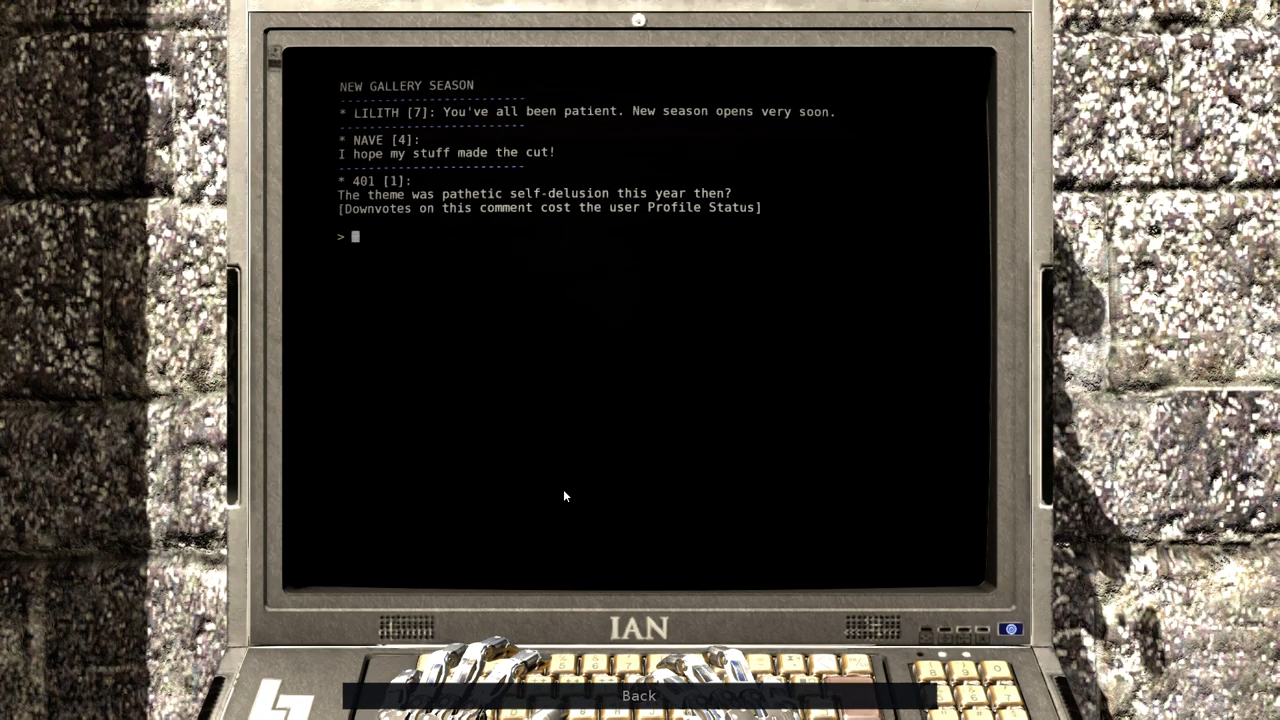 NEW GALLERY SEASON
-------------------------
* LILITH [7]: You've all been patient. New season opens very soon.
-------------------------
* NAVE [4]:
I hope my stuff made the cut!
-------------------------
* 401 [1]:
The theme was pathetic self-delusion this year then?
[Downvotes on this comment cost the user Profile Status]
>
IAN
Back